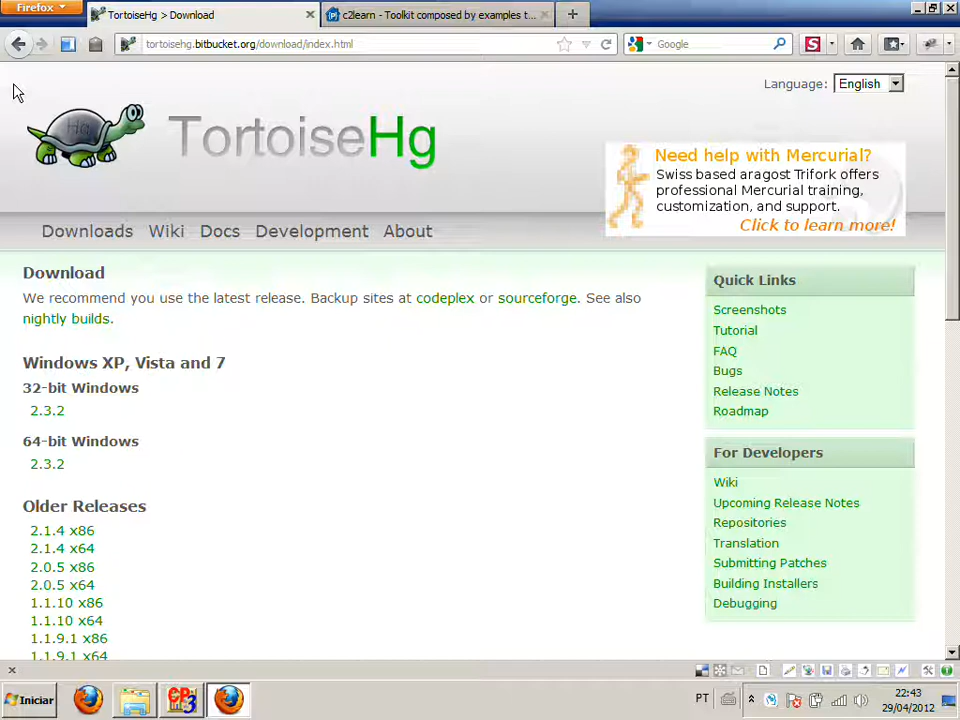 Firefox
TortoiseHg > Download
c2learn - Toolkit composed by examples t...
tortoisehg.bitbucket.org/download/index.html
Google
Language: English
Hg
TortoiseHg
Need help with Mercurial?
Swiss based aragost Trifork offers
professional Mercurial training,
customization, and support.
Click to learn more!
Downloads Wiki Docs Development About
Download
We recommend you use the latest release. Backup sites at codeplex or sourceforge. See also
nightly builds.
Windows XP, Vista and 7
32-bit Windows
2.3.2
64-bit Windows
2.3.2
Older Releases
2.1.4 x86
2.1.4 x64
2.0.5 x86
2.0.5 x64
1.1.10 x86
1.1.10 x64
1.1.9.1 x86
1.1.9.1 x64
Quick Links
Screenshots
Tutorial
FAQ
Bugs
Release Notes
Roadmap
For Developers
Wiki
Upcoming Release Notes
Repositories
Translation
Submitting Patches
Building Installers
Debugging
Iniciar
PT
22:43
29/04/2012